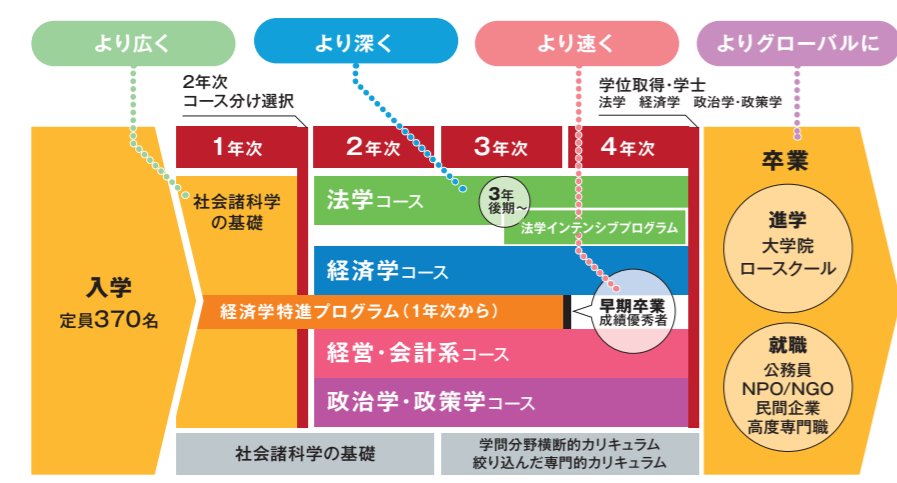 より広く
より深く
より速く
よりグローバルに
2年次
コース分け選択
学位取得・学士
法学　経済学　政治学・政策学
1年次
2年次
3年次
4年次
入学
定員370名
社会諸科学
の基礎
法学コース
3年
後期～
法学インテンシブプログラム
経済学コース
経済学特進プログラム（1年次から）
早期卒業
成績優秀者
経営・会計系コース
政治学・政策学コース
社会諸科学の基礎
学問分野横断的カリキュラム
絞り込んだ専門的カリキュラム
卒業
進学
大学院
ロースクール
就職
公務員
NPO/NGO
民間企業
高度専門職